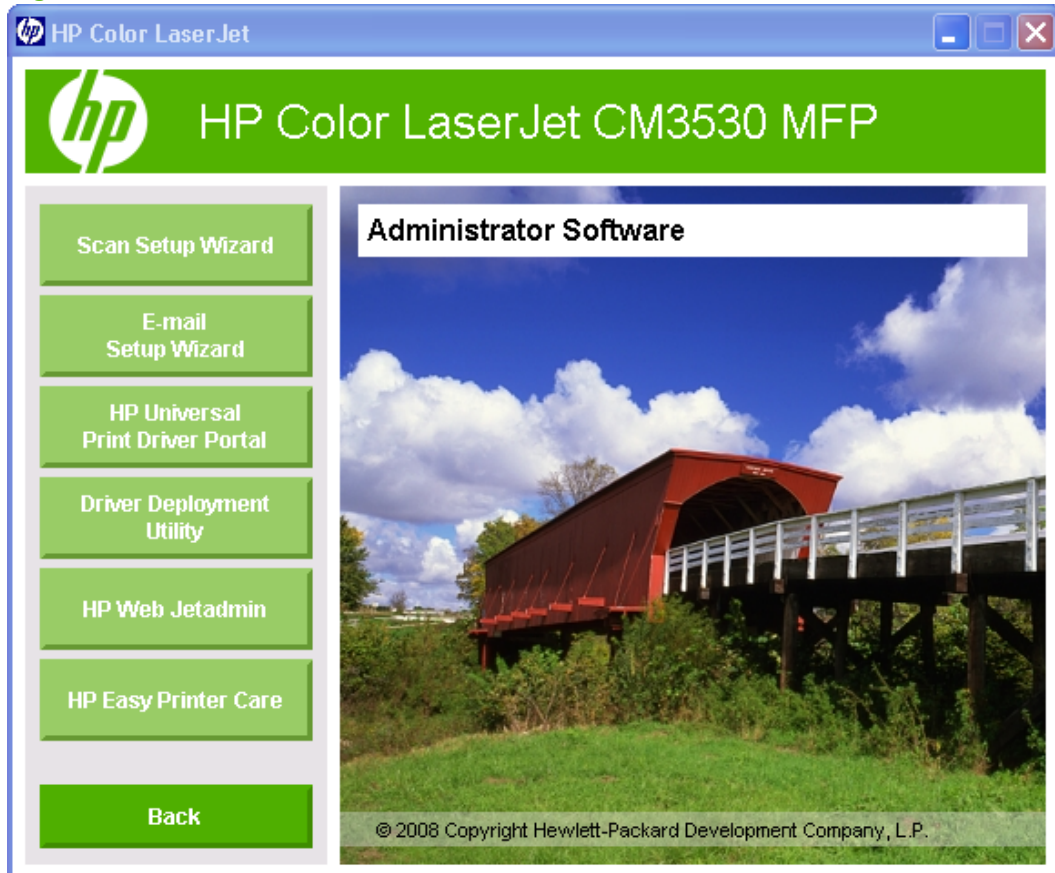 HP Color LaserJet
hp
HP Color LaserJet CM3530 MFP
Scan Setup Wizard
E-mail
Setup Wizard
HP Universal
Print Driver Portal
Driver Deployment
Utility
HP Web Jetadmin
HP Easy Printer Care
Back
Administrator Software
© 2008 Copyright Hewlett-Packard Development Company, L.P.